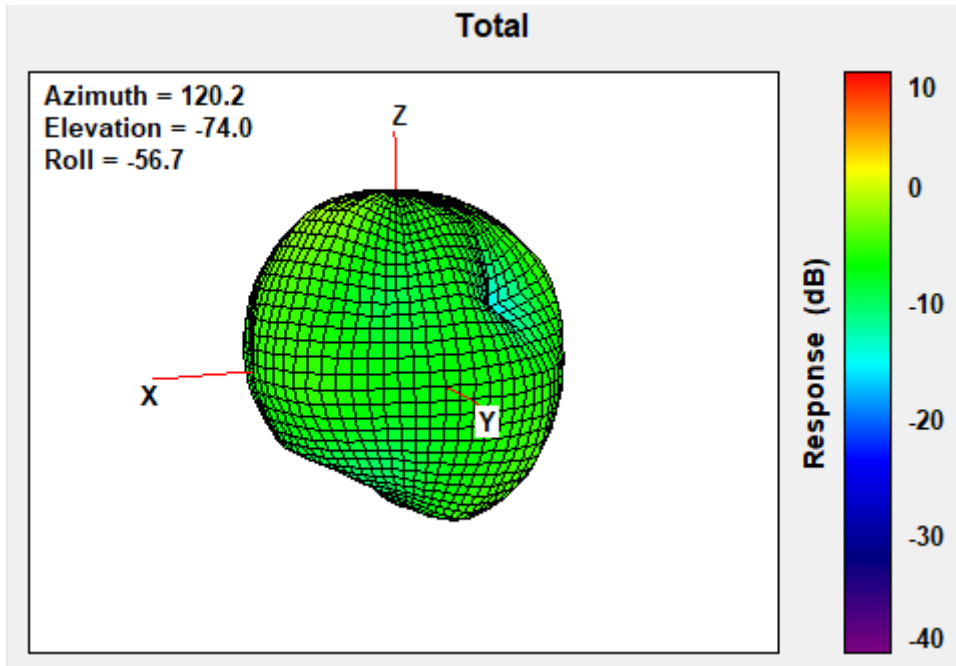 Total
Azimuth = 120.2
Elevation = -74.0
Roll = -56.7
Z
X
Y
10
0
-10
-20
-30
-40
Response (dB)